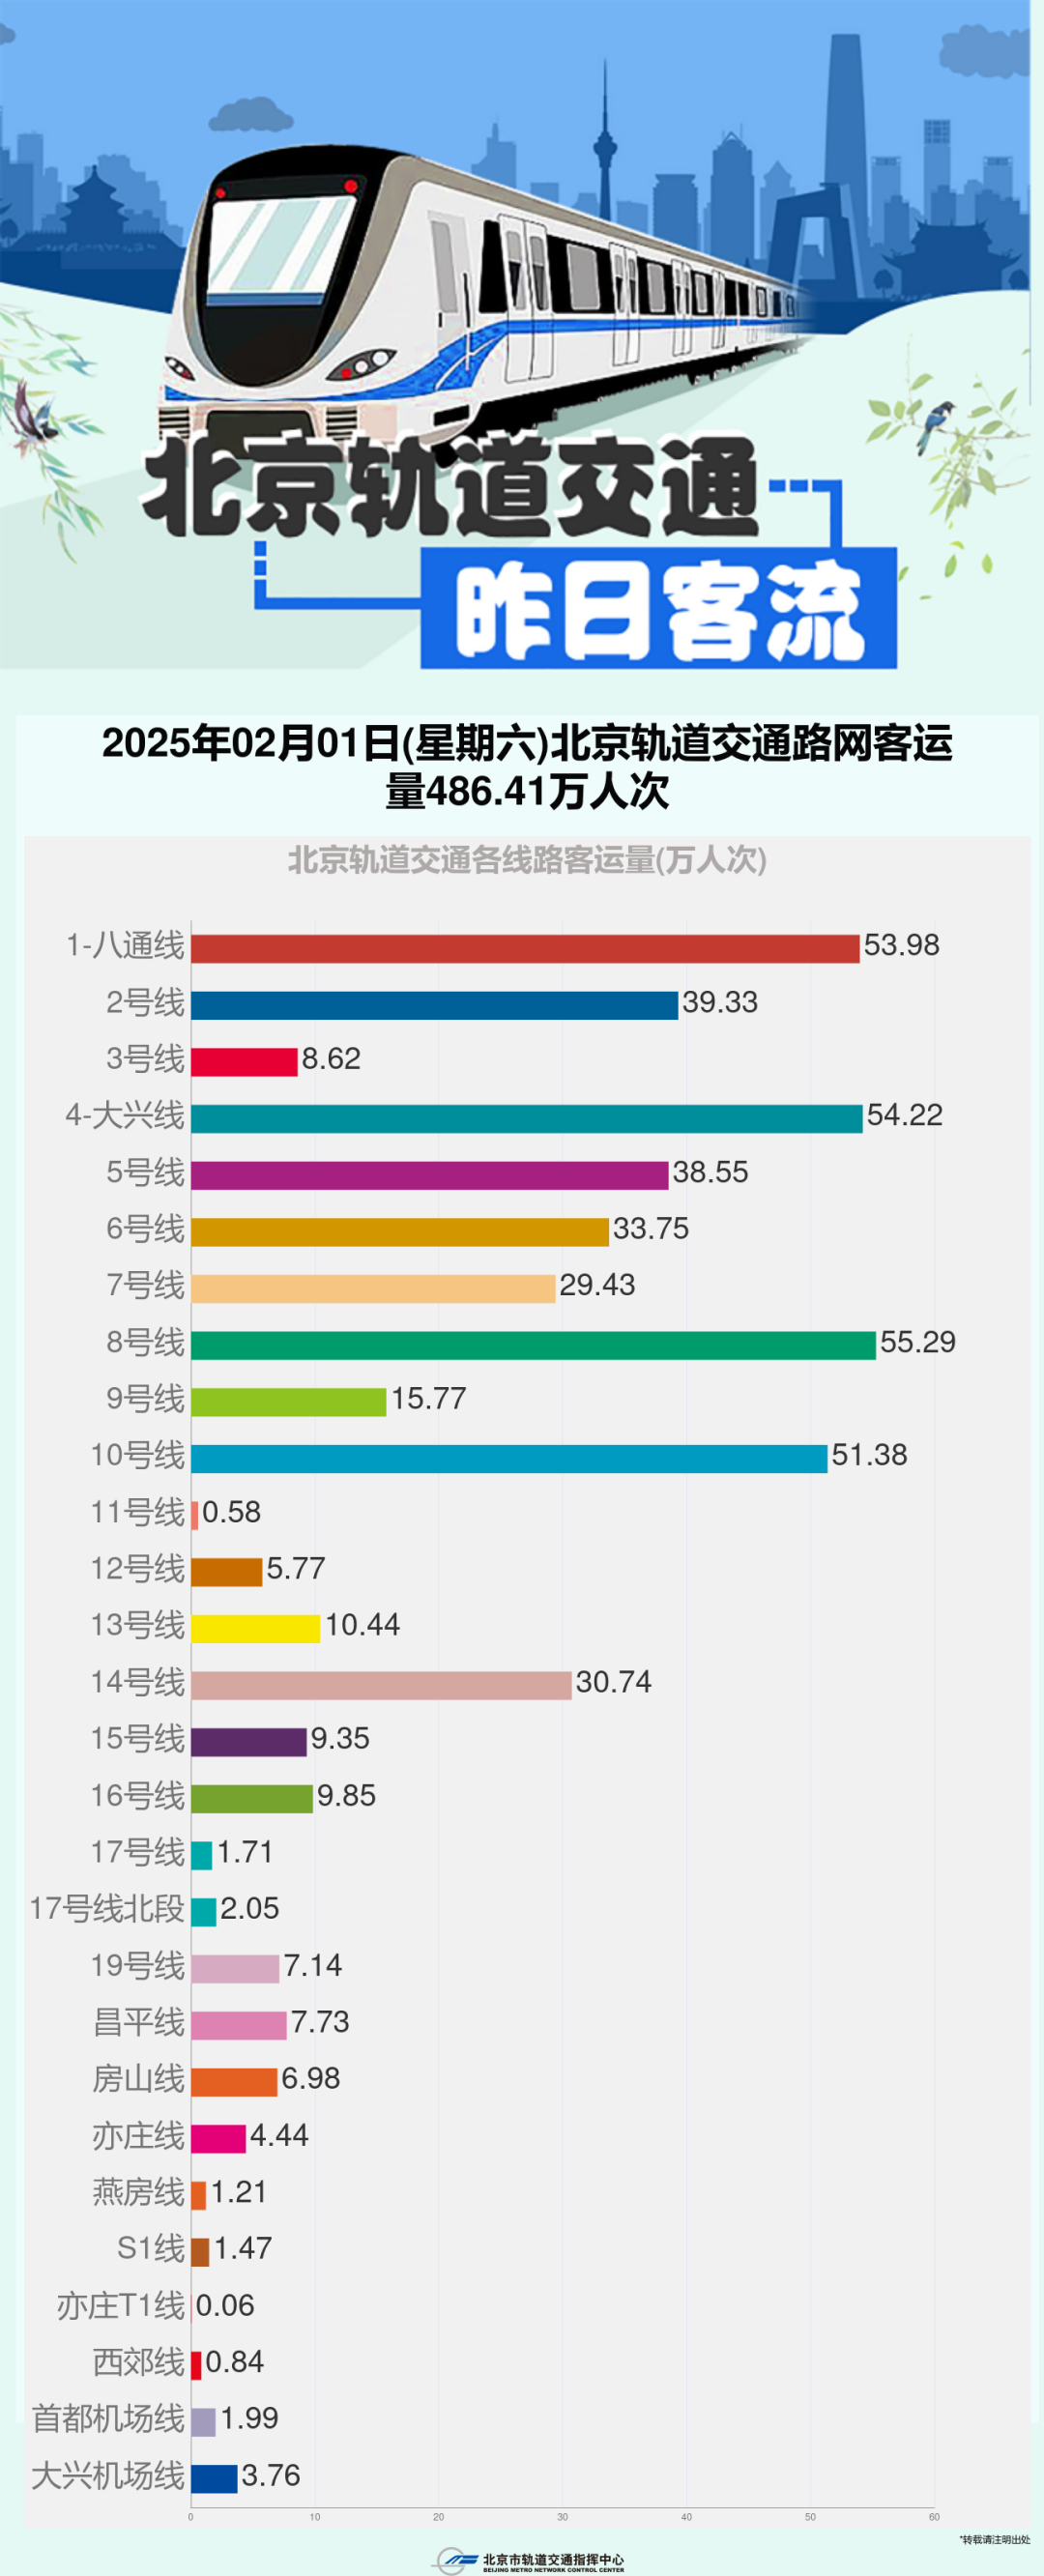 北京轨道交通
昨日客流
2025年02月01日(星期六)北京轨道交通路网客运
量486.41万人次
北京轨道交通各线路客运量(万人次)
1-八通线 53.98
2号线 39.33
3号线 8.62
4-大兴线 54.22
5号线 38.55
6号线 33.75
7号线 29.43
8号线 55.29
9号线 15.77
10号线 51.38
11号线 0.58
12号线 5.77
13号线 10.44
14号线 30.74
15号线 9.35
16号线 9.85
17号线 1.71
17号线北段 2.05
19号线 7.14
昌平线 7.73
房山线 6.98
亦庄线 4.44
燕房线 1.21
S1线 1.47
亦庄T1线 0.06
西郊线 0.84
首都机场线 1.99
大兴机场线 3.76
0 10 20 30 40 50 60
*转载请注明出处
北京市轨道交通指挥中心
BEIJING METRO NETWORK CONTROL CENTER